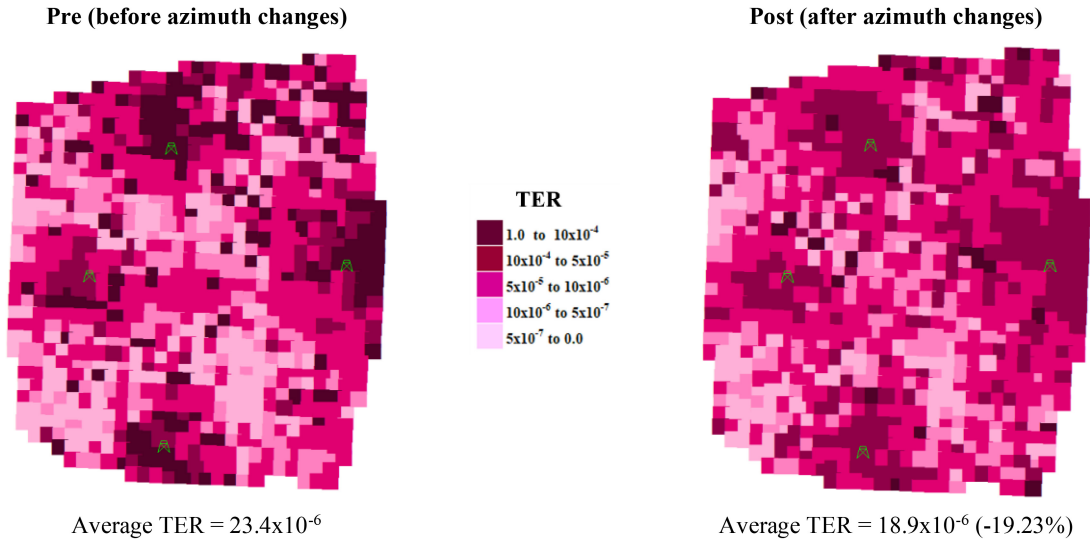 Pre (before azimuth changes)
Post (after azimuth changes)
TER
1.0 to 10x10⁻⁴
10x10⁻⁴ to 5x10⁻⁵
5x10⁻⁵ to 10x10⁻⁶
10x10⁻⁶ to 5x10⁻⁷
5x10⁻⁷ to 0.0
Average TER = 23.4x10⁻⁶
Average TER = 18.9x10⁻⁶ (-19.23%)